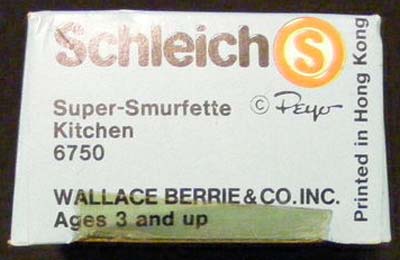 Schleich S
Super-Smurfette © Peyo
Kitchen
6750
WALLACE BERRIE & CO. INC.
Ages 3 and up
Printed in Hong Kong